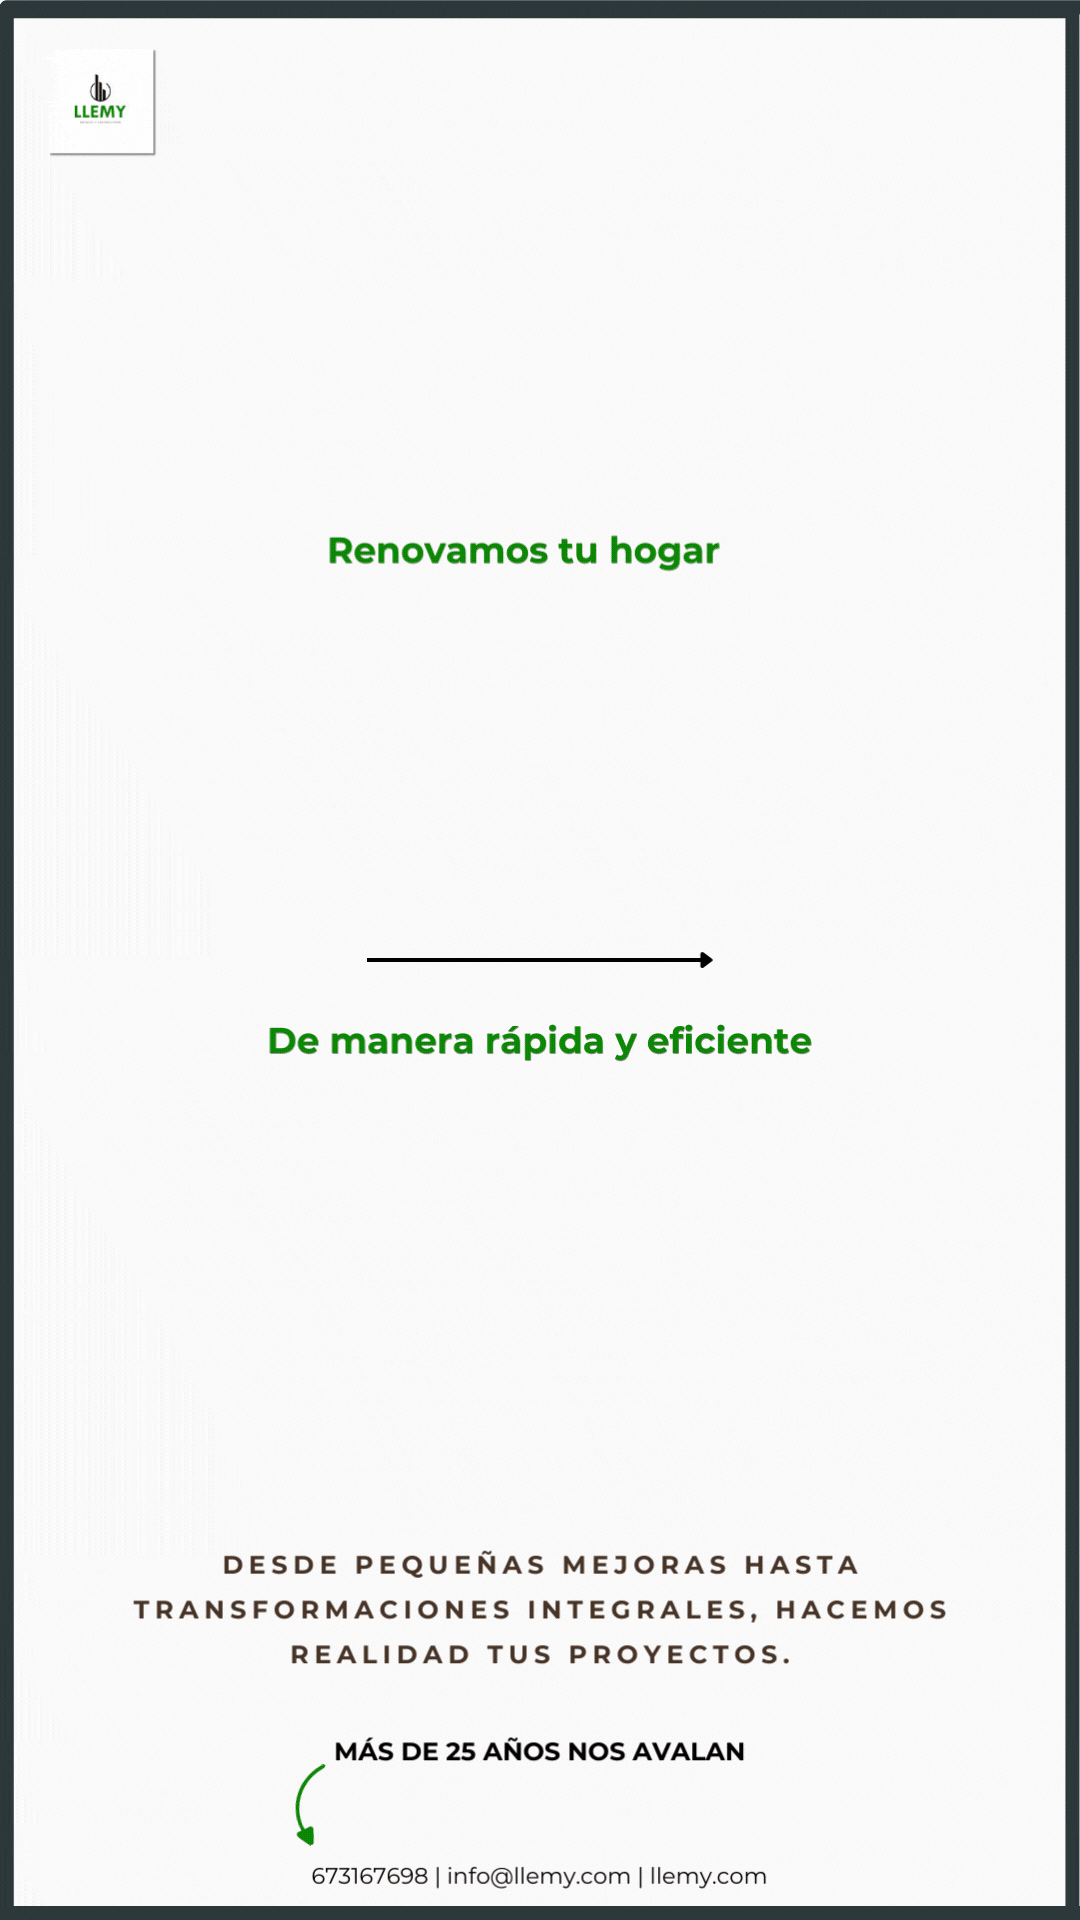 LLEMY
Renovamos tu hogar
De manera rápida y eficiente
DESDE PEQUEÑAS MEJORAS HASTA
TRANSFORMACIONES INTEGRALES, HACEMOS
REALIDAD TUS PROYECTOS.
MÁS DE 25 AÑOS NOS AVALAN
673167698 | info@llemy.com | llemy.com